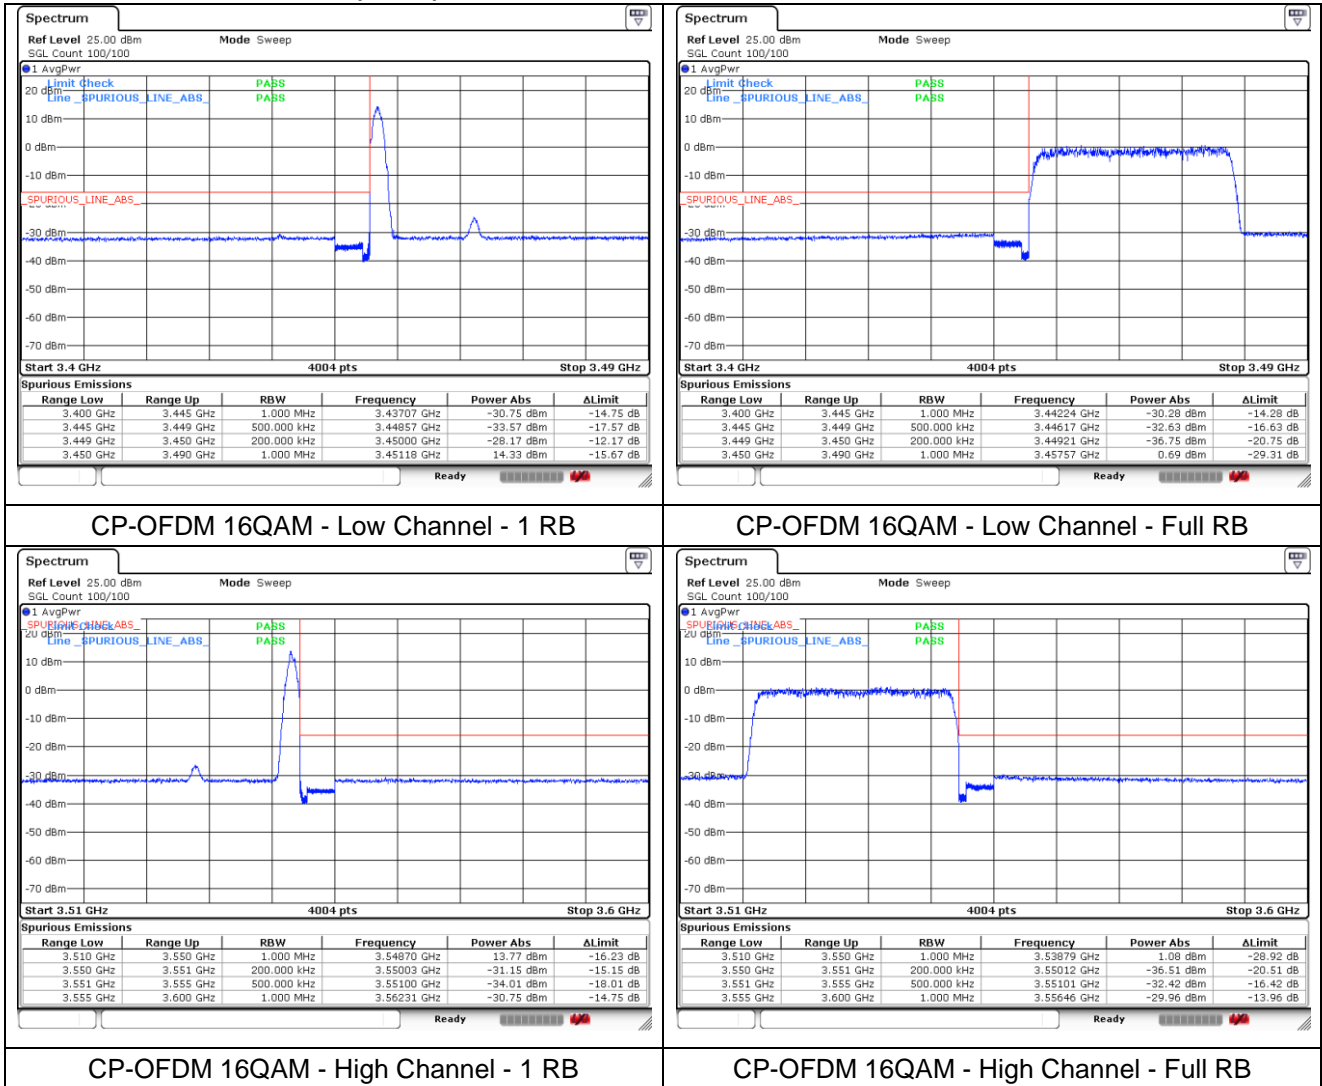 Spectrum
Ref Level 25.00 dBm Mode Sweep
SGL Count 100/100
1 AvgPwr
Limit Check PASS
20 dBm
Line _SPURIOUS_LINE_ABS_ PASS
10 dBm
0 dBm
-10 dBm
_SPURIOUS_LINE_ABS_
-30 dBm
-40 dBm
-50 dBm
-60 dBm
-70 dBm
Start 3.4 GHz 4004 pts Stop 3.49 GHz
Spurious Emissions
Range Low Range Up RBW Frequency Power Abs ΔLimit
3.400 GHz 3.445 GHz 1.000 MHz 3.43707 GHz -30.75 dBm -14.75 dB
3.445 GHz 3.449 GHz 500.000 kHz 3.44857 GHz -33.57 dBm -17.57 dB
3.449 GHz 3.450 GHz 200.000 kHz 3.45000 GHz -28.17 dBm -12.17 dB
3.450 GHz 3.490 GHz 1.000 MHz 3.45118 GHz 14.33 dBm -15.67 dB
Ready
CP-OFDM 16QAM - Low Channel - 1 RB
Spectrum
Ref Level 25.00 dBm Mode Sweep
SGL Count 100/100
1 AvgPwr
Limit Check PASS
20 dBm
Line _SPURIOUS_LINE_ABS_ PASS
10 dBm
0 dBm
-10 dBm
_SPURIOUS_LINE_ABS_
-30 dBm
-40 dBm
-50 dBm
-60 dBm
-70 dBm
Start 3.4 GHz 4004 pts Stop 3.49 GHz
Spurious Emissions
Range Low Range Up RBW Frequency Power Abs ΔLimit
3.400 GHz 3.445 GHz 1.000 MHz 3.44224 GHz -30.28 dBm -14.28 dB
3.445 GHz 3.449 GHz 500.000 kHz 3.44617 GHz -32.63 dBm -16.63 dB
3.449 GHz 3.450 GHz 200.000 kHz 3.44921 GHz -36.75 dBm -20.75 dB
3.450 GHz 3.490 GHz 1.000 MHz 3.45757 GHz 0.69 dBm -29.31 dB
Ready
CP-OFDM 16QAM - Low Channel - Full RB
Spectrum
Ref Level 25.00 dBm Mode Sweep
SGL Count 100/100
1 AvgPwr
_SPURIOUS_LINE_ABS_
Limit Check PASS
20 dBm
Line _SPURIOUS_LINE_ABS_ PASS
10 dBm
0 dBm
-10 dBm
-20 dBm
-30 dBm
-40 dBm
-50 dBm
-60 dBm
-70 dBm
Start 3.51 GHz 4004 pts Stop 3.6 GHz
Spurious Emissions
Range Low Range Up RBW Frequency Power Abs ΔLimit
3.510 GHz 3.550 GHz 1.000 MHz 3.54870 GHz 13.77 dBm -16.23 dB
3.550 GHz 3.551 GHz 200.000 kHz 3.55003 GHz -31.15 dBm -15.15 dB
3.551 GHz 3.555 GHz 500.000 kHz 3.55100 GHz -34.01 dBm -18.01 dB
3.555 GHz 3.600 GHz 1.000 MHz 3.56231 GHz -30.75 dBm -14.75 dB
Ready
CP-OFDM 16QAM - High Channel - 1 RB
Spectrum
Ref Level 25.00 dBm Mode Sweep
SGL Count 100/100
1 AvgPwr
_SPURIOUS_LINE_ABS_
Limit Check PASS
20 dBm
Line _SPURIOUS_LINE_ABS_ PASS
10 dBm
0 dBm
-10 dBm
-20 dBm
-30 dBm
-40 dBm
-50 dBm
-60 dBm
-70 dBm
Start 3.51 GHz 4004 pts Stop 3.6 GHz
Spurious Emissions
Range Low Range Up RBW Frequency Power Abs ΔLimit
3.510 GHz 3.550 GHz 1.000 MHz 3.53879 GHz 1.08 dBm -28.92 dB
3.550 GHz 3.551 GHz 200.000 kHz 3.55012 GHz -36.51 dBm -20.51 dB
3.551 GHz 3.555 GHz 500.000 kHz 3.55101 GHz -32.42 dBm -16.42 dB
3.555 GHz 3.600 GHz 1.000 MHz 3.55646 GHz -29.96 dBm -13.96 dB
Ready
CP-OFDM 16QAM - High Channel - Full RB